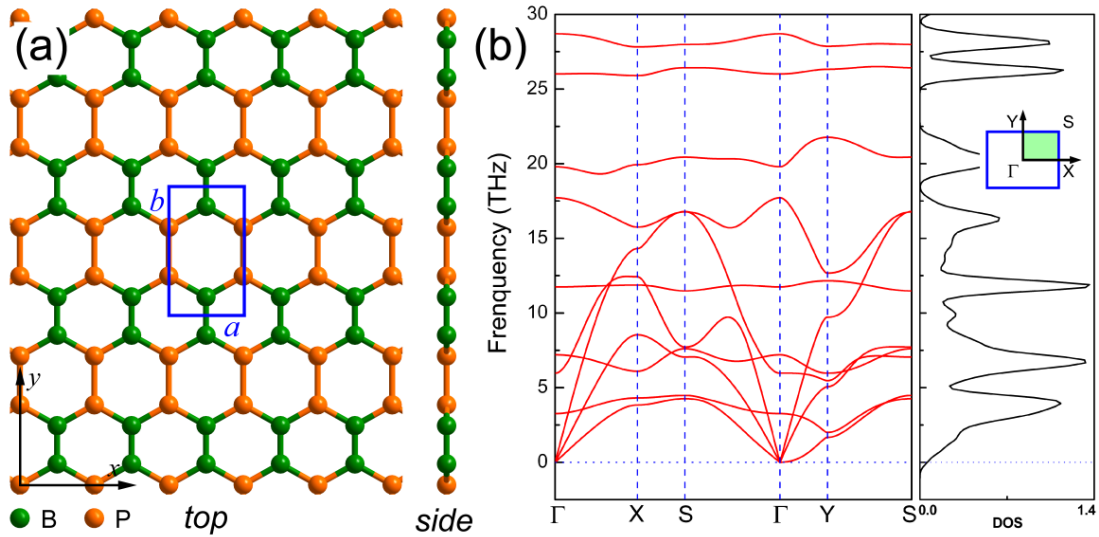 (a)
b
a
y
x
B P top side
(b)
Frenquency (THz)
30
25
20
15
10
5
0
Γ X S Γ Y S
Y S
Γ X
0.0 1.4
DOS